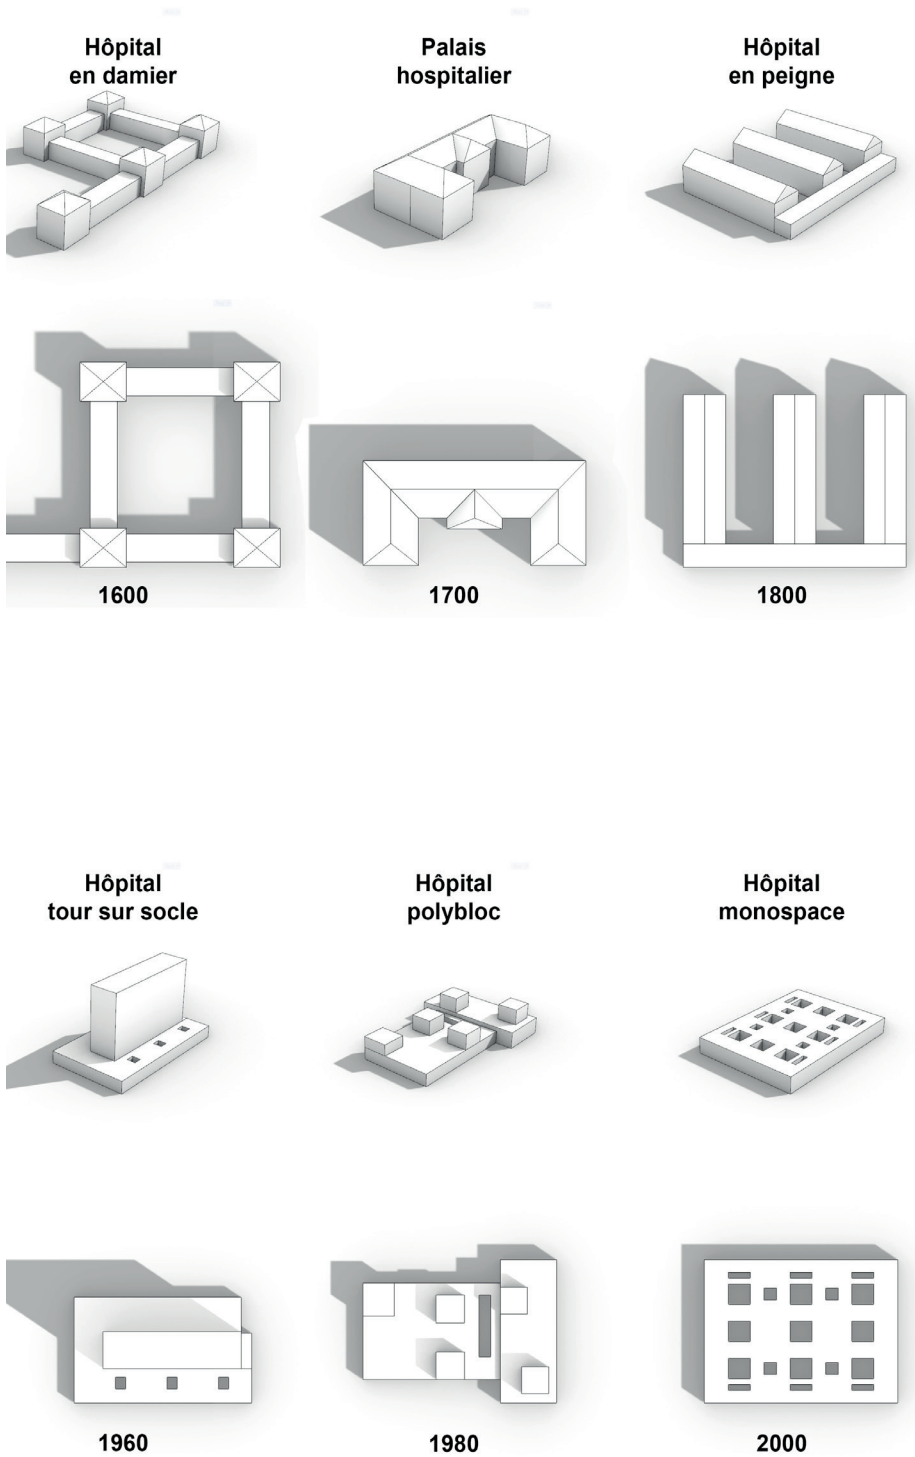 Hôpital
en damier
Palais
hospitalier
Hôpital
en peigne
1600
1700
1800
Hôpital
tour sur socle
Hôpital
polybloc
Hôpital
monospace
1960
1980
2000